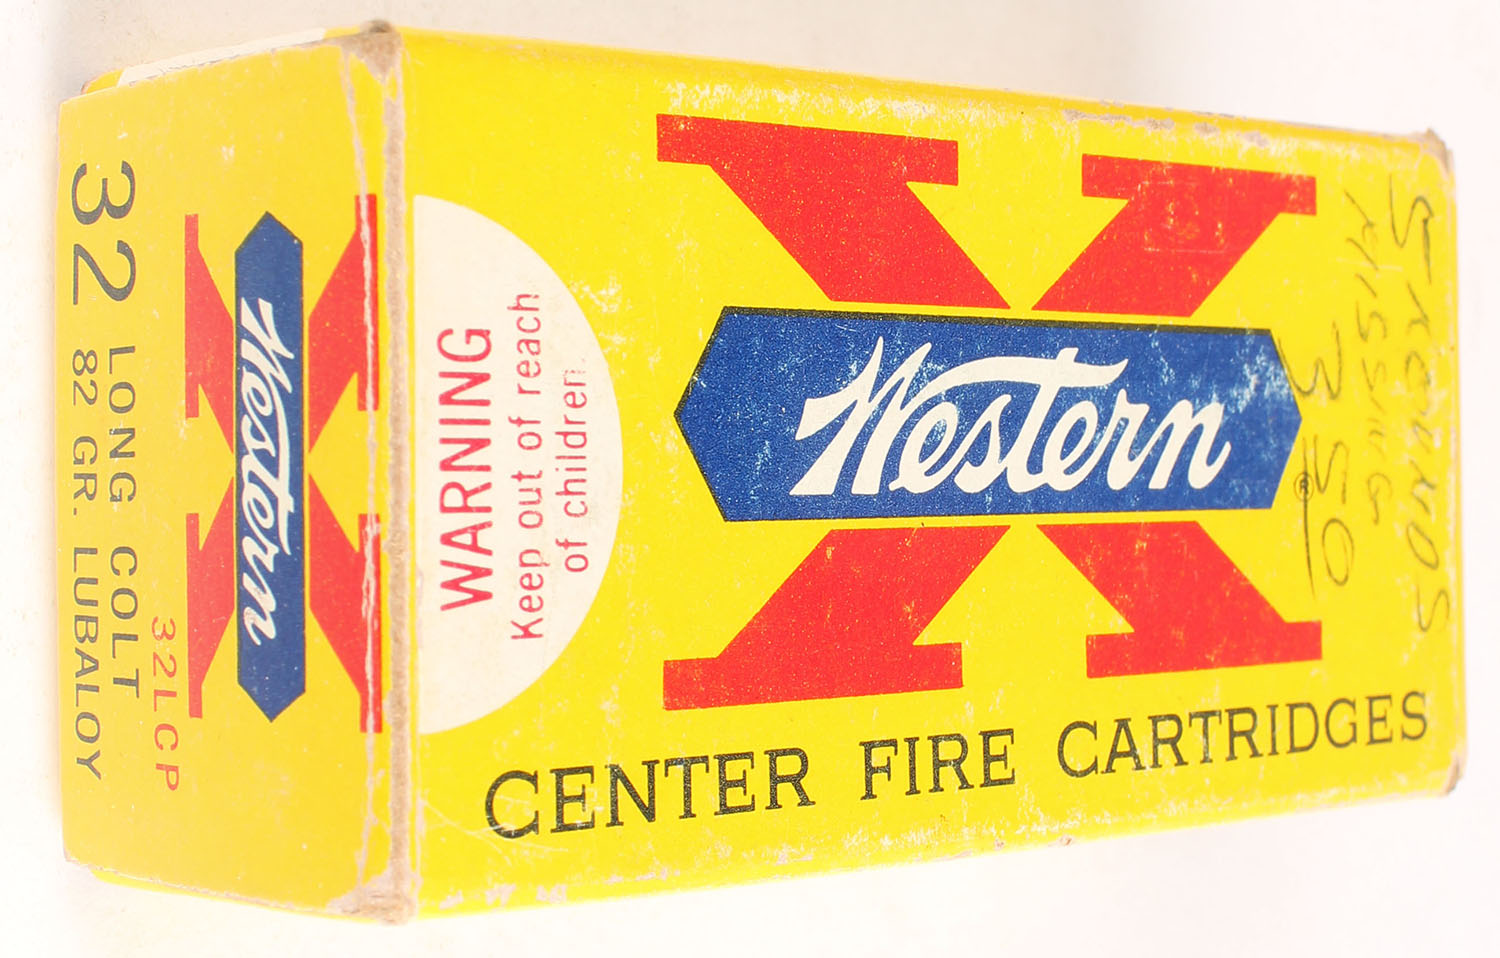 Western
32 LONG COLT
82 GR. LUBALOY
32LCP
WARNING
Keep out of reach
of children.
Western
®
CENTER FIRE CARTRIDGES
5-ROUNDS
MISSING
3 50